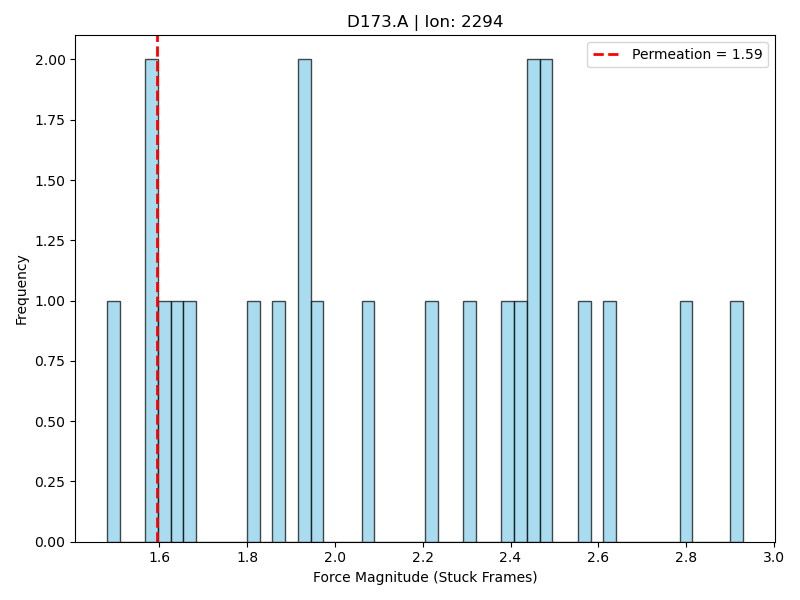 D173.A | Ion: 2294
Permeation = 1.59
2.00
1.75
1.50
1.25
1.00
0.75
0.50
0.25
0.00
Frequency
1.6 1.8 2.0 2.2 2.4 2.6 2.8 3.0
Force Magnitude (Stuck Frames)